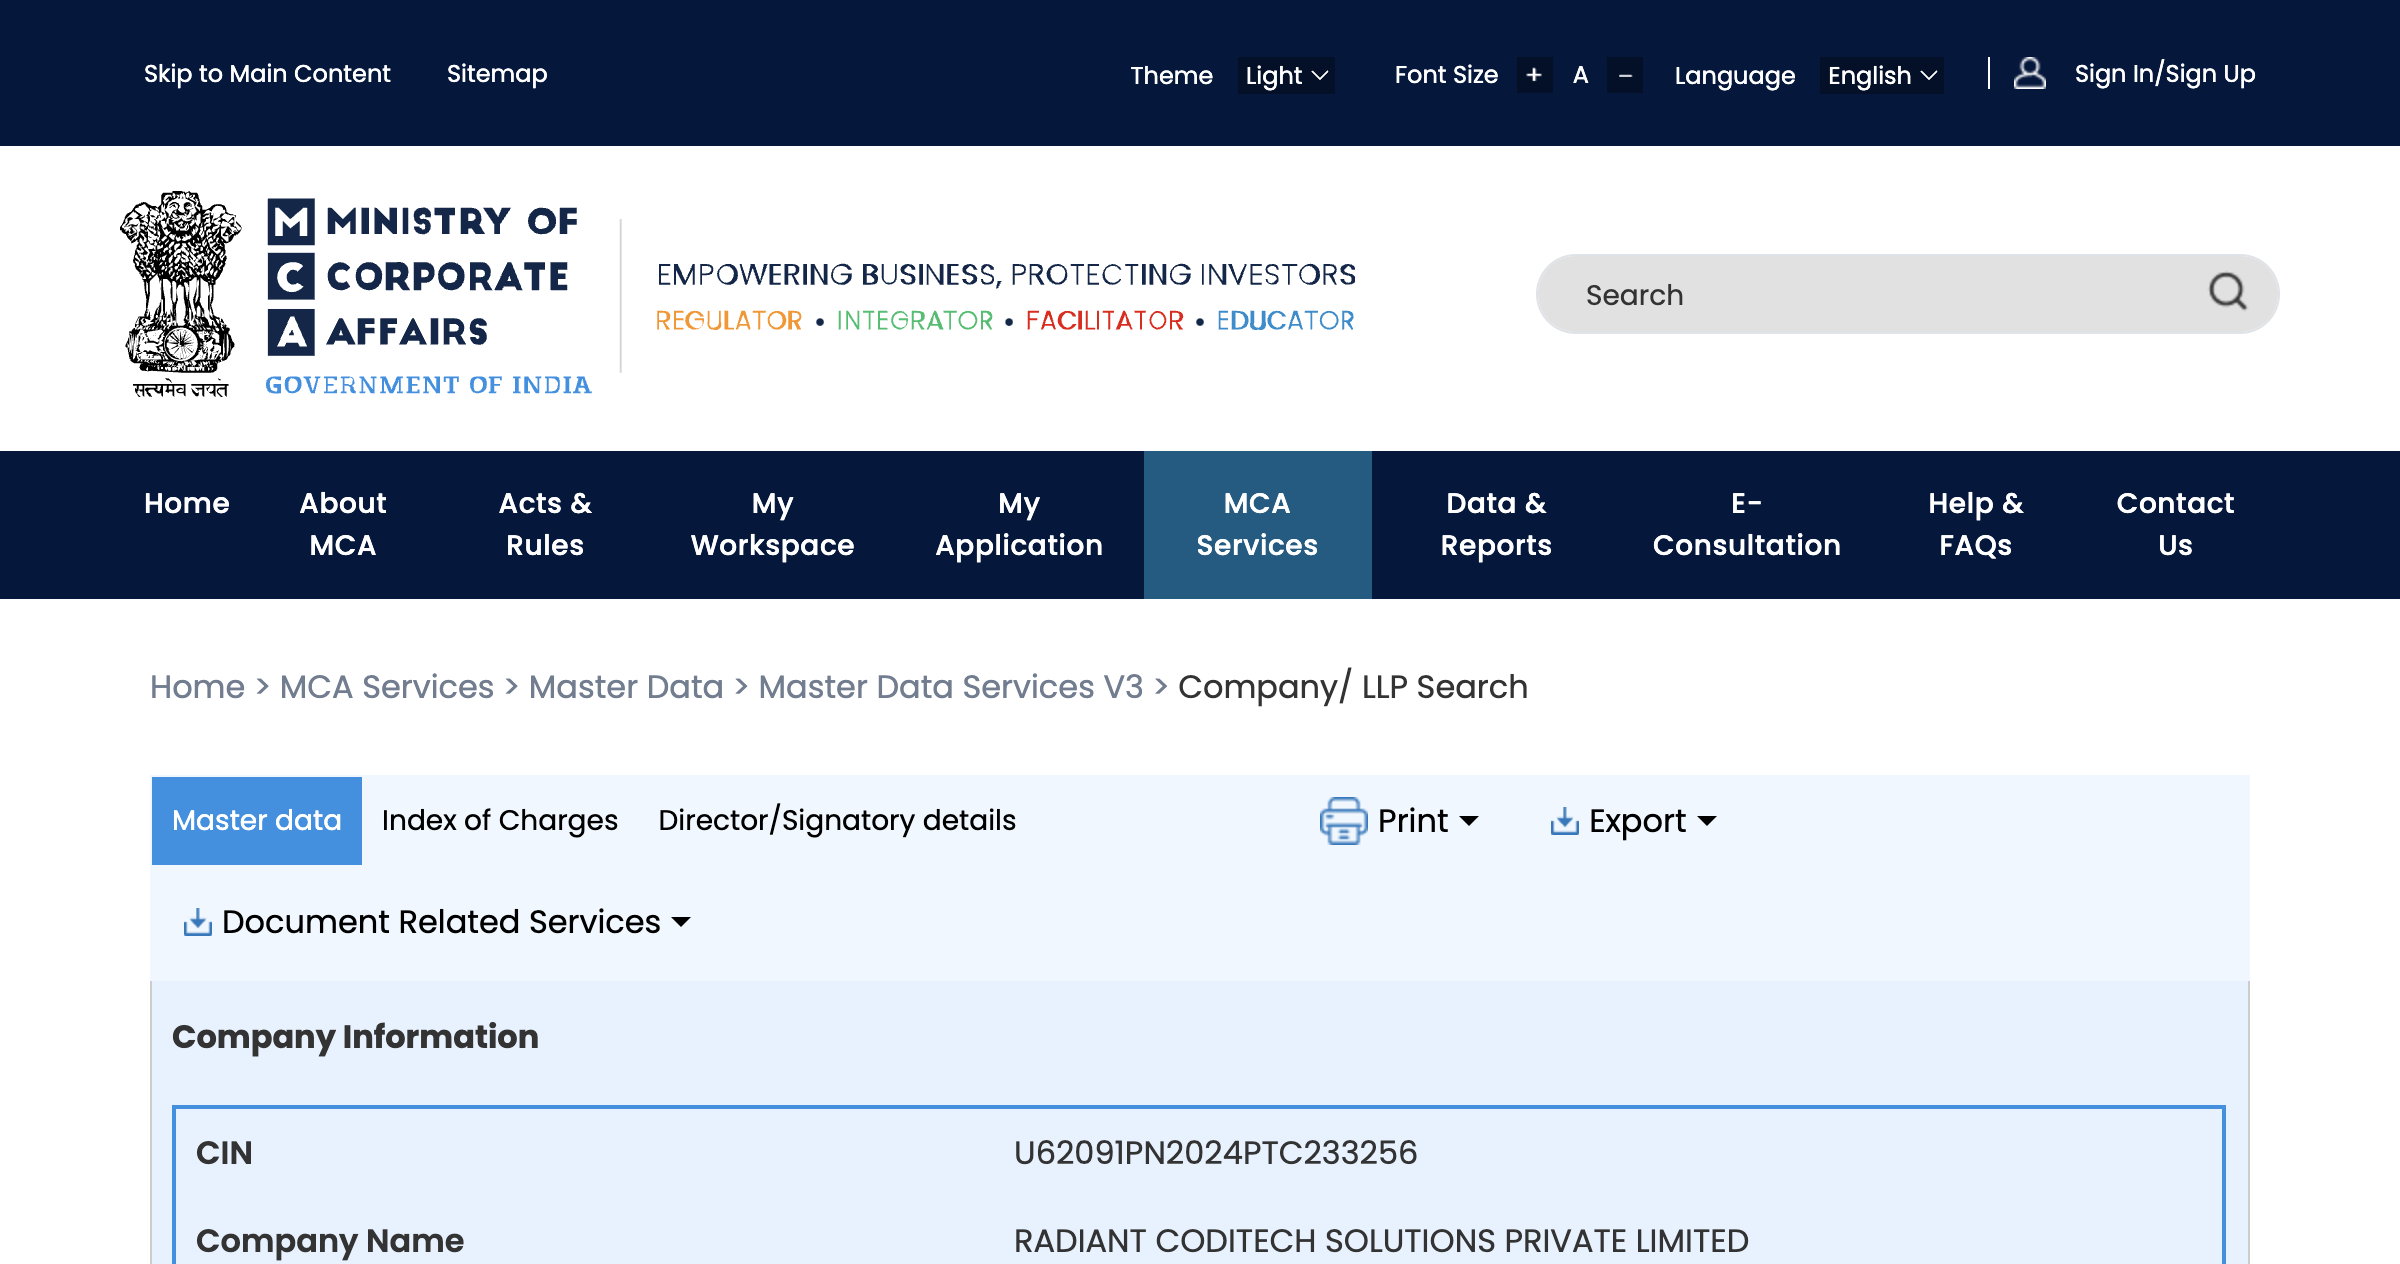 Skip to Main Content Sitemap Theme Light Font Size + A - Language English Sign In/Sign Up
M MINISTRY OF
C CORPORATE
A AFFAIRS
सत्यमेव जयते
GOVERNMENT OF INDIA
EMPOWERING BUSINESS, PROTECTING INVESTORS
REGULATOR • INTEGRATOR • FACILITATOR • EDUCATOR
Search
Home
About
MCA
Acts &
Rules
My
Workspace
My
Application
MCA
Services
Data &
Reports
E-
Consultation
Help &
FAQs
Contact
Us
Home > MCA Services > Master Data > Master Data Services V3 > Company/ LLP Search
Master data Index of Charges Director/Signatory details Print Export
Document Related Services
Company Information
CIN U62091PN2024PTC233256
Company Name RADIANT CODITECH SOLUTIONS PRIVATE LIMITED